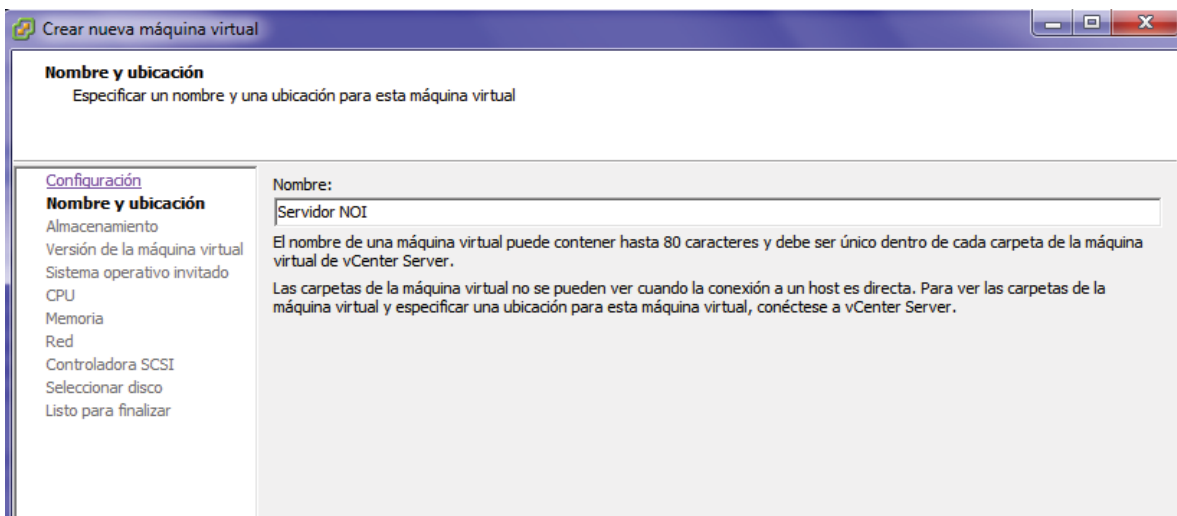 Crear nueva máquina virtual
Nombre y ubicación
Especificar un nombre y una ubicación para esta máquina virtual
Configuración
Nombre y ubicación
Almacenamiento
Versión de la máquina virtual
Sistema operativo invitado
CPU
Memoria
Red
Controladora SCSI
Seleccionar disco
Listo para finalizar
Nombre:
Servidor NOI
El nombre de una máquina virtual puede contener hasta 80 caracteres y debe ser único dentro de cada carpeta de la máquina
virtual de vCenter Server.
Las carpetas de la máquina virtual no se pueden ver cuando la conexión a un host es directa. Para ver las carpetas de la
máquina virtual y especificar una ubicación para esta máquina virtual, conéctese a vCenter Server.